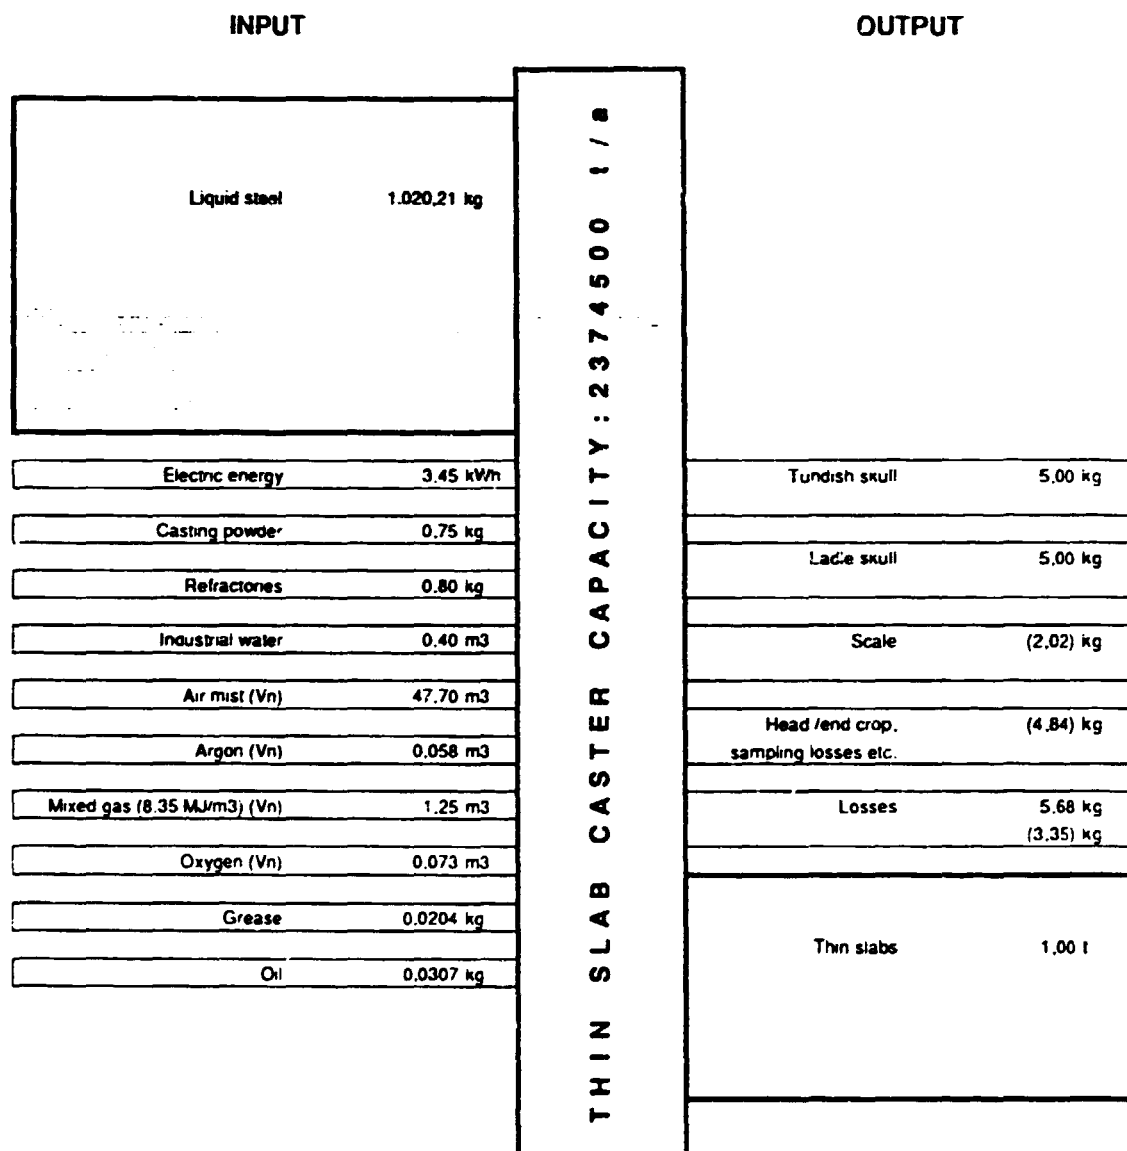 INPUT
OUTPUT
THIN SLAB CASTER CAPACITY:2374500 t/a
Liquid steel 1.020,21 kg
Electric energy 3.45 kWh
Casting powder 0.75 kg
Refractories 0.80 kg
Industrial water 0.40 m3
Air mist (Vn) 47.70 m3
Argon (Vn) 0.058 m3
Mixed gas (8.35 MJ/m3) (Vn) 1.25 m3
Oxygen (Vn) 0.073 m3
Grease 0.0204 kg
Oil 0.0307 kg
Tundish skull 5,00 kg
Ladle skull 5,00 kg
Scale (2,02) kg
Head /end crop, (4,84) kg
sampling losses etc.
Losses 5,68 kg
(3,35) kg
Thin slabs 1,00 t